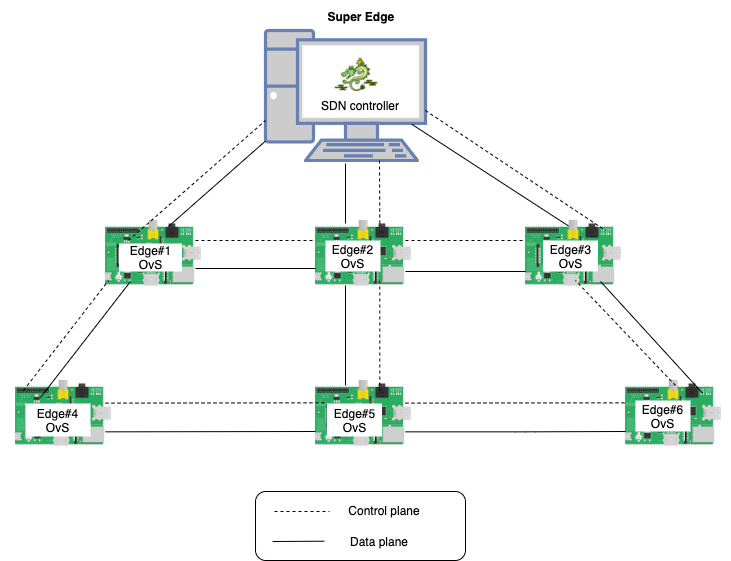 Super Edge
SDN controller
Edge#1
OvS
Edge#2
OvS
Edge#3
OvS
Edge#4
OvS
Edge#5
OvS
Edge#6
OvS
Control plane
Data plane